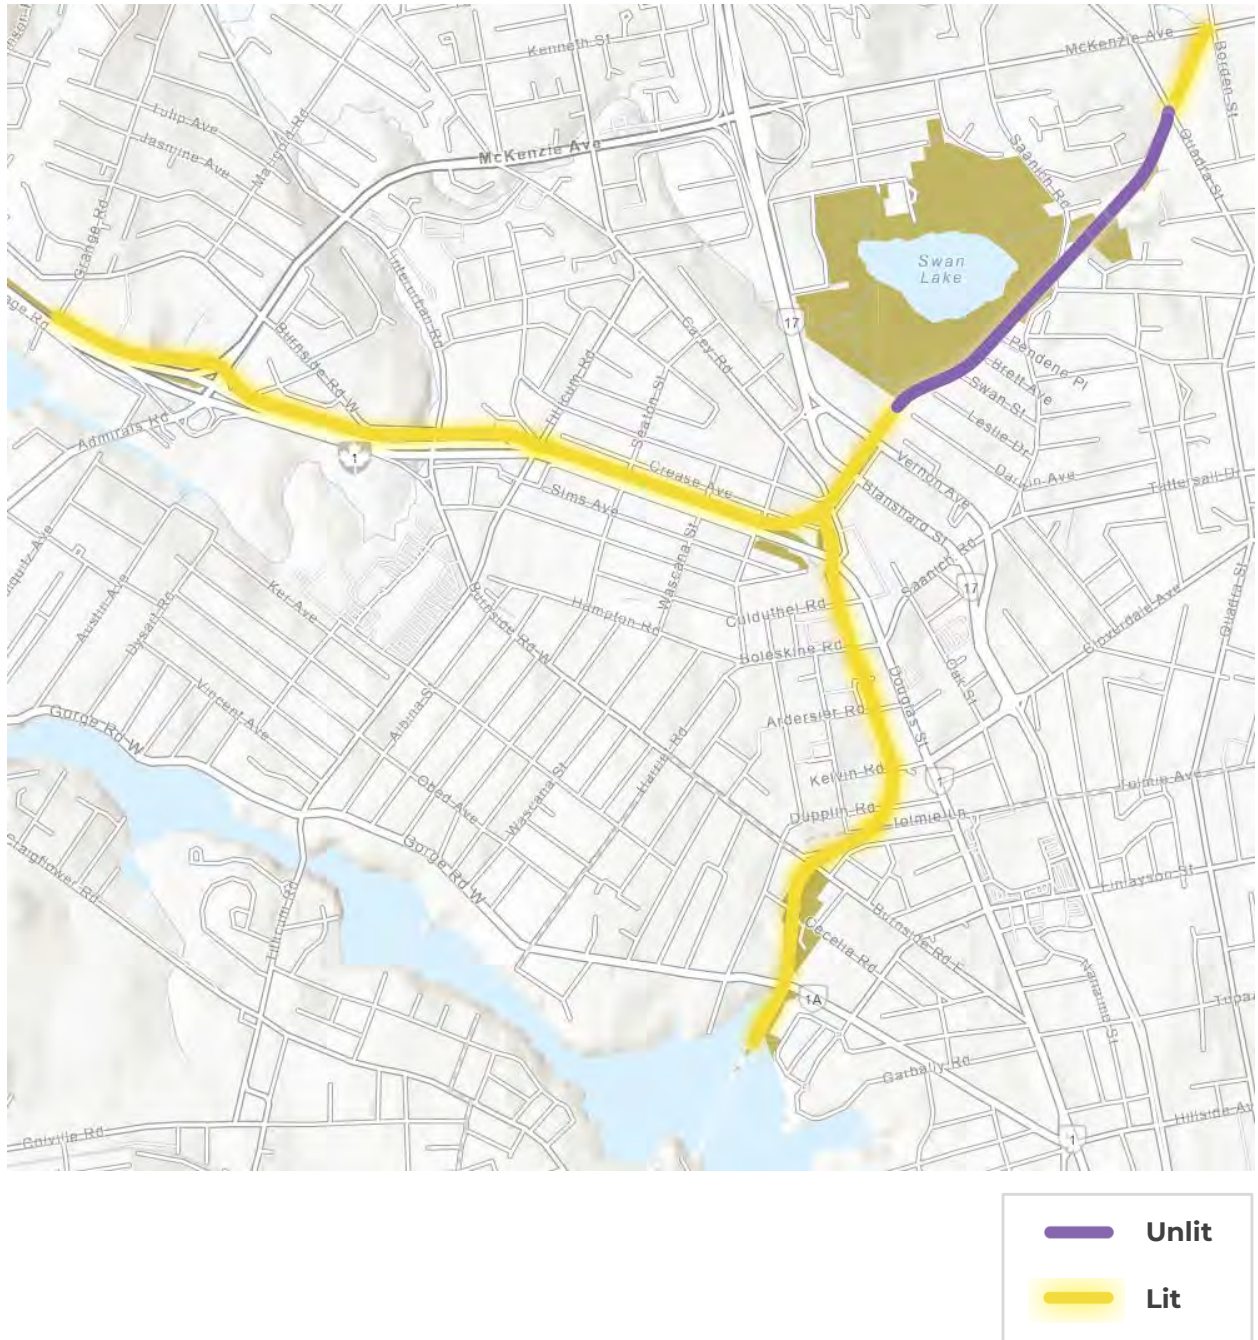 Kenneth St
McKenzie Ave
Borden St
Tulip Ave
Jasmine Ave
Marigold Rd
McKenzie Ave
Saanich Rd
Quadra St
Grange Rd
Interurban Rd
Swan
Lake
17
Burnside Rd W
Carey Rd
Tillicum Rd
Seaton St
Pendene Pl
Brett Ave
Swan St
Leslie Dr
Admirals Rd
1
Crease Ave
Sims Ave
Vernon Ave
Darwin Ave
Tattersall Dr
Blanshard St
Wascana St
Saanich Rd
17
Austin Ave
Dysart Rd
Ker Ave
Burnside Rd W
Hampton Rd
Culduthel Rd
Boleskine Rd
Cloverdale Ave
Quadra St
Oak St
Douglas St
Vincent Ave
Albina St
Ardersier Rd
Gorge Rd W
Harriet Rd
Kelvin Rd
1
Tolmie Ave
Obed Ave
Wascana St
Dupplin Rd
Tolmie Ln
Gorge Rd W
Craigflower Rd
Finlayson St
Tillicum Rd
Cecelia Rd
Burnside Rd E
Nanaimo St
1A
Garbally Rd
Colville Rd
1
Hillside Av
Unlit
Lit